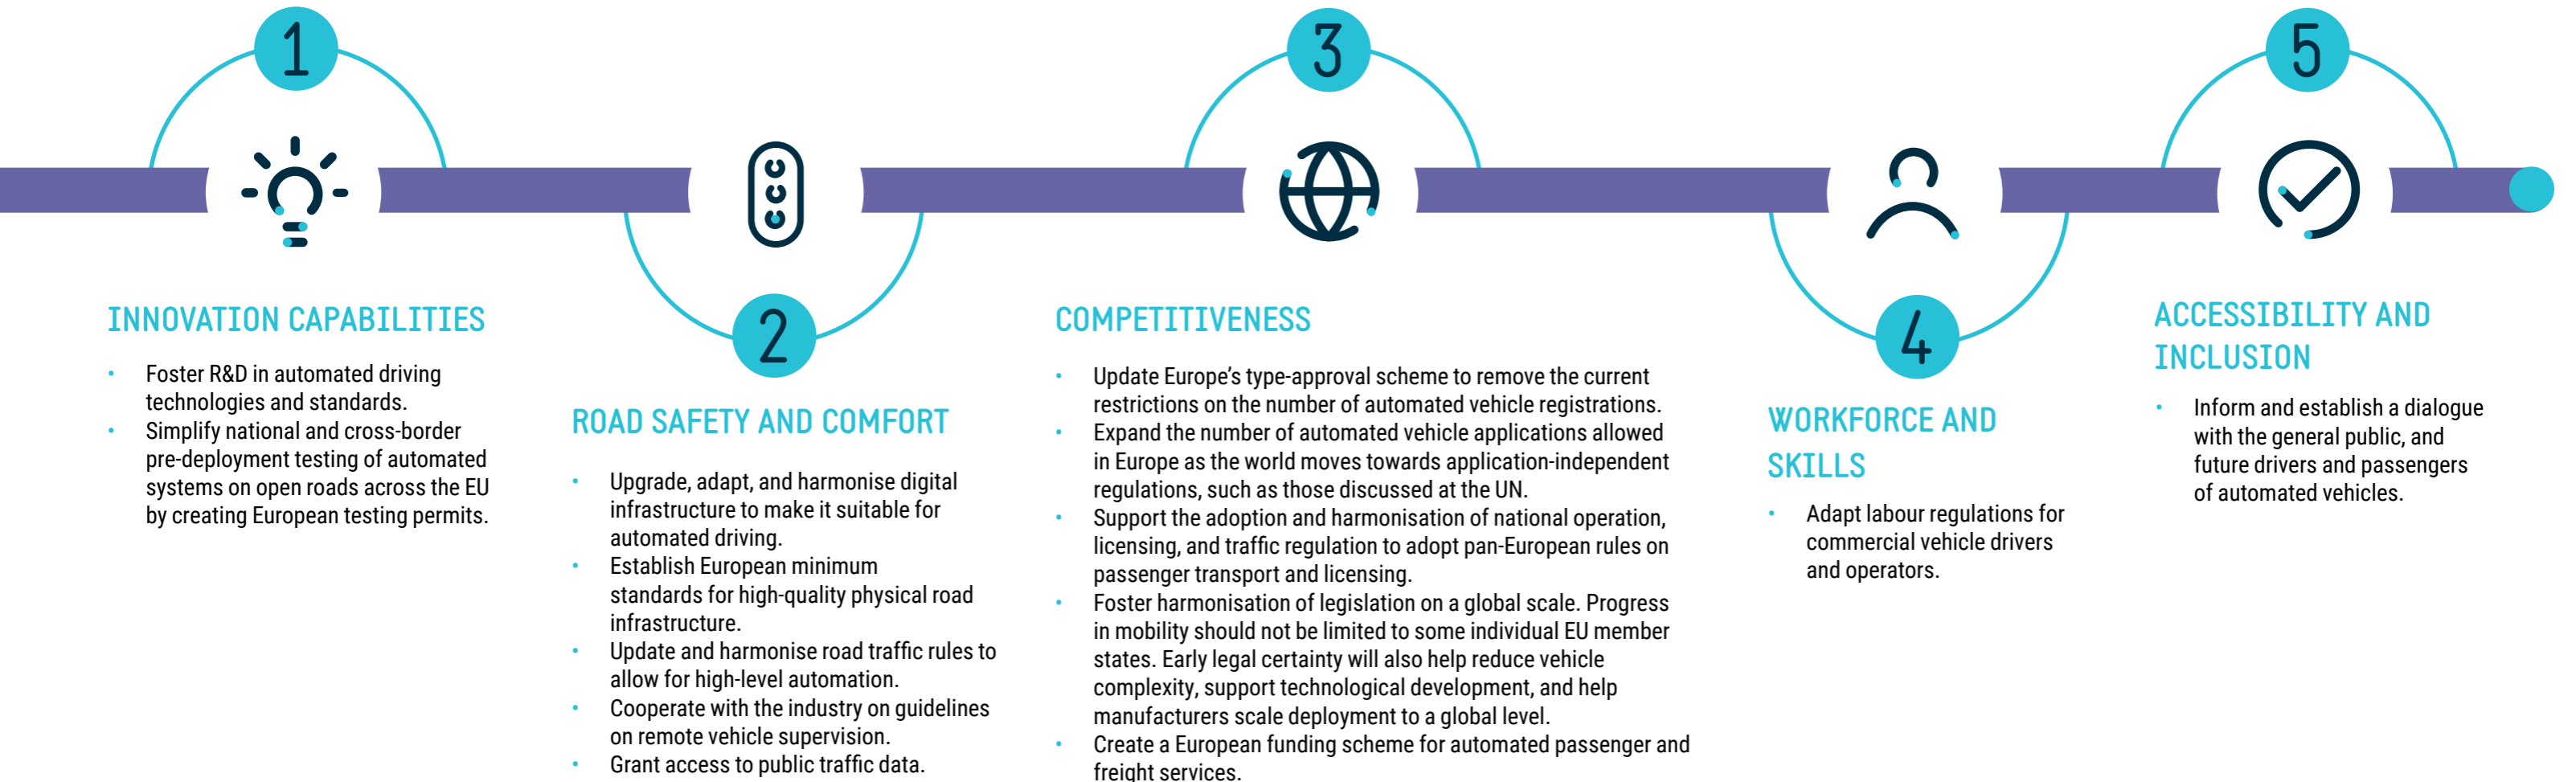 1
INNOVATION CAPABILITIES
• Foster R&D in automated driving
technologies and standards.
• Simplify national and cross-border
pre-deployment testing of automated
systems on open roads across the EU
by creating European testing permits.
2
ROAD SAFETY AND COMFORT
• Upgrade, adapt, and harmonise digital
infrastructure to make it suitable for
automated driving.
• Establish European minimum
standards for high-quality physical road
infrastructure.
• Update and harmonise road traffic rules to
allow for high-level automation.
• Cooperate with the industry on guidelines
on remote vehicle supervision.
• Grant access to public traffic data.
3
COMPETITIVENESS
• Update Europe’s type-approval scheme to remove the current
restrictions on the number of automated vehicle registrations.
• Expand the number of automated vehicle applications allowed
in Europe as the world moves towards application-independent
regulations, such as those discussed at the UN.
• Support the adoption and harmonisation of national operation,
licensing, and traffic regulation to adopt pan-European rules on
passenger transport and licensing.
• Foster harmonisation of legislation on a global scale. Progress
in mobility should not be limited to some individual EU member
states. Early legal certainty will also help reduce vehicle
complexity, support technological development, and help
manufacturers scale deployment to a global level.
• Create a European funding scheme for automated passenger and
freight services.
4
WORKFORCE AND
SKILLS
• Adapt labour regulations for
commercial vehicle drivers
and operators.
5
ACCESSIBILITY AND
INCLUSION
• Inform and establish a dialogue
with the general public, and
future drivers and passengers
of automated vehicles.